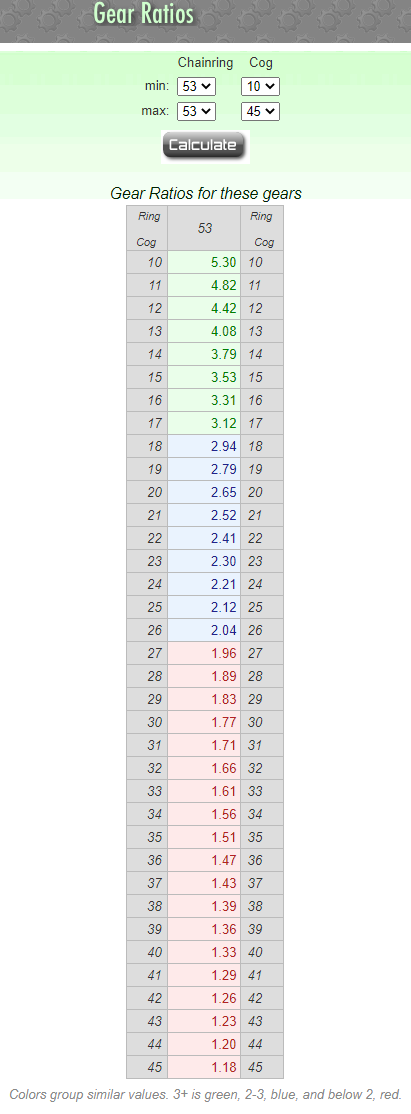 Gear Ratios
Chainring Cog
min: 53 10
max: 53 45
Calculate
Gear Ratios for these gears
Ring 53 Ring
Cog Cog
10 5.30 10
11 4.82 11
12 4.42 12
13 4.08 13
14 3.79 14
15 3.53 15
16 3.31 16
17 3.12 17
18 2.94 18
19 2.79 19
20 2.65 20
21 2.52 21
22 2.41 22
23 2.30 23
24 2.21 24
25 2.12 25
26 2.04 26
27 1.96 27
28 1.89 28
29 1.83 29
30 1.77 30
31 1.71 31
32 1.66 32
33 1.61 33
34 1.56 34
35 1.51 35
36 1.47 36
37 1.43 37
38 1.39 38
39 1.36 39
40 1.33 40
41 1.29 41
42 1.26 42
43 1.23 43
44 1.20 44
45 1.18 45
Colors group similar values. 3+ is green, 2-3, blue, and below 2, red.